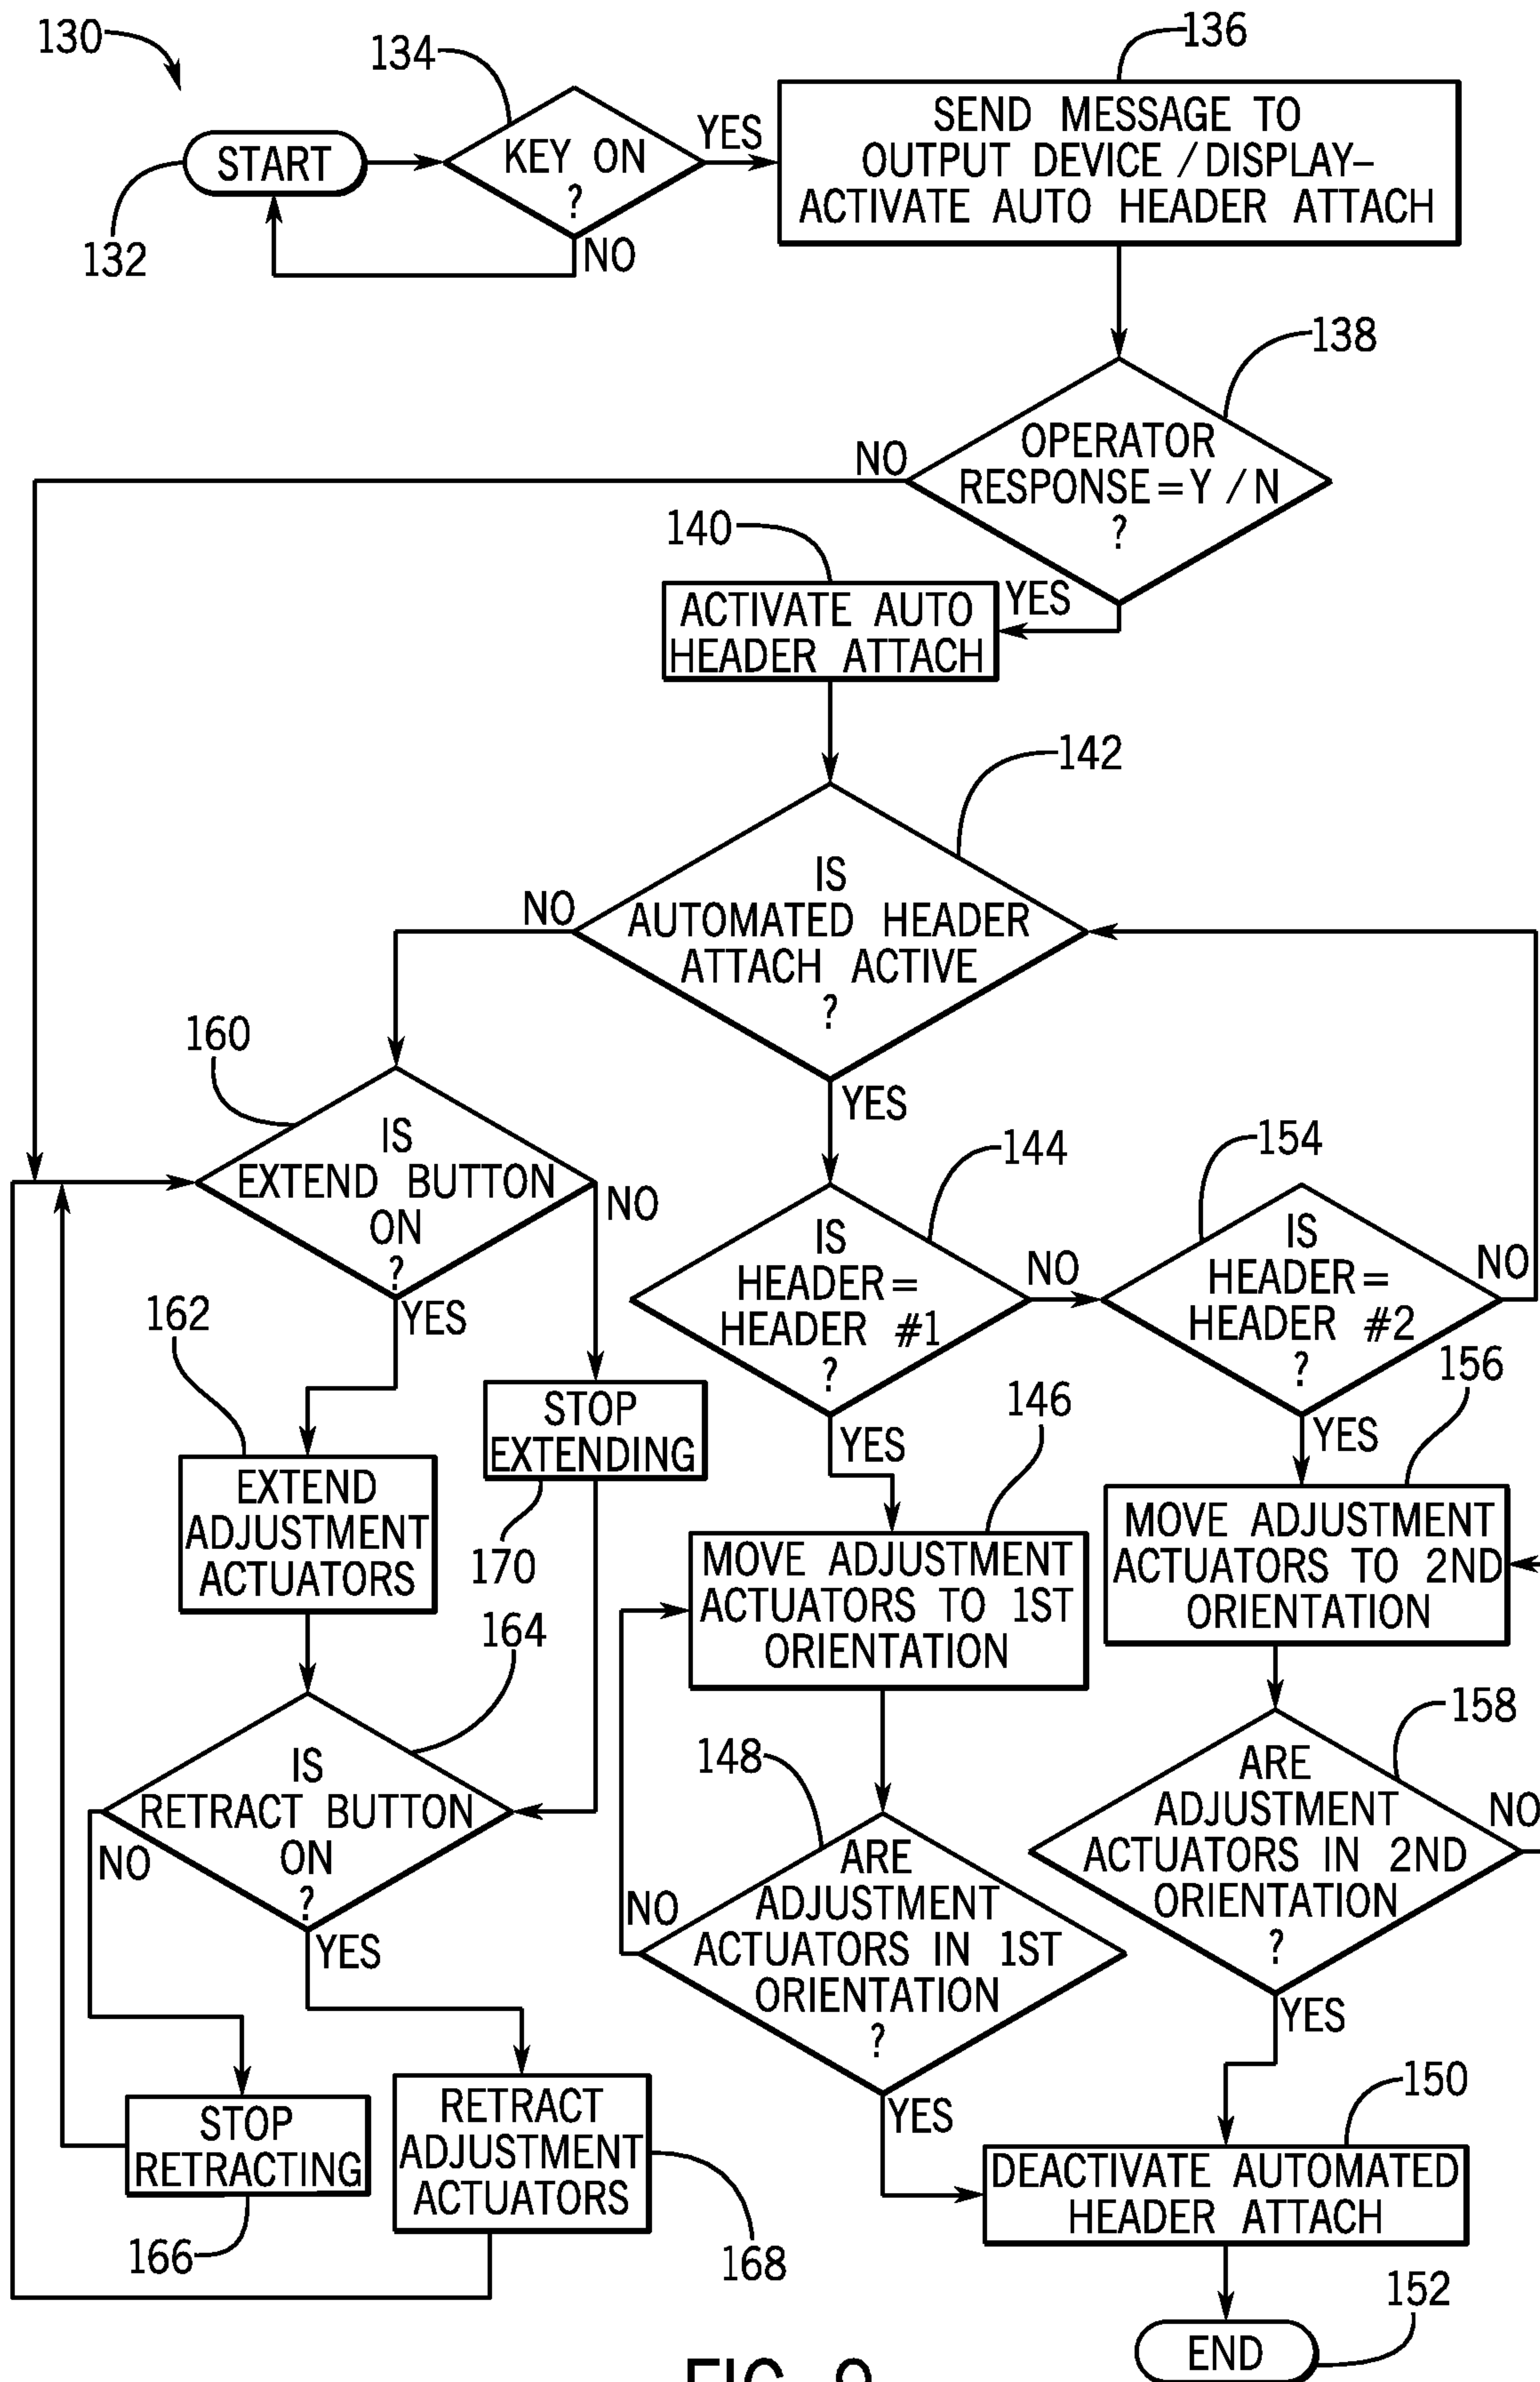 130
134
136
START
KEY ON
?
YES
SEND MESSAGE TO
OUTPUT DEVICE / DISPLAY-
ACTIVATE AUTO HEADER ATTACH
132
NO
138
OPERATOR
RESPONSE = Y / N
?
NO
140
YES
ACTIVATE AUTO
HEADER ATTACH
142
IS
AUTOMATED HEADER
ATTACH ACTIVE
?
NO
YES
160
IS
EXTEND BUTTON
ON
?
NO
YES
144
IS
HEADER =
HEADER #1
?
NO
YES
154
IS
HEADER =
HEADER #2
?
NO
YES
162
EXTEND
ADJUSTMENT
ACTUATORS
STOP
EXTENDING
170
146
MOVE ADJUSTMENT
ACTUATORS TO 1ST
ORIENTATION
156
MOVE ADJUSTMENT
ACTUATORS TO 2ND
ORIENTATION
164
IS
RETRACT BUTTON
ON
?
NO
YES
148
ARE
ADJUSTMENT
ACTUATORS IN 1ST
ORIENTATION
?
NO
YES
158
ARE
ADJUSTMENT
ACTUATORS IN 2ND
ORIENTATION
?
NO
YES
STOP
RETRACTING
166
RETRACT
ADJUSTMENT
ACTUATORS
168
150
DEACTIVATE AUTOMATED
HEADER ATTACH
152
END
FIG.